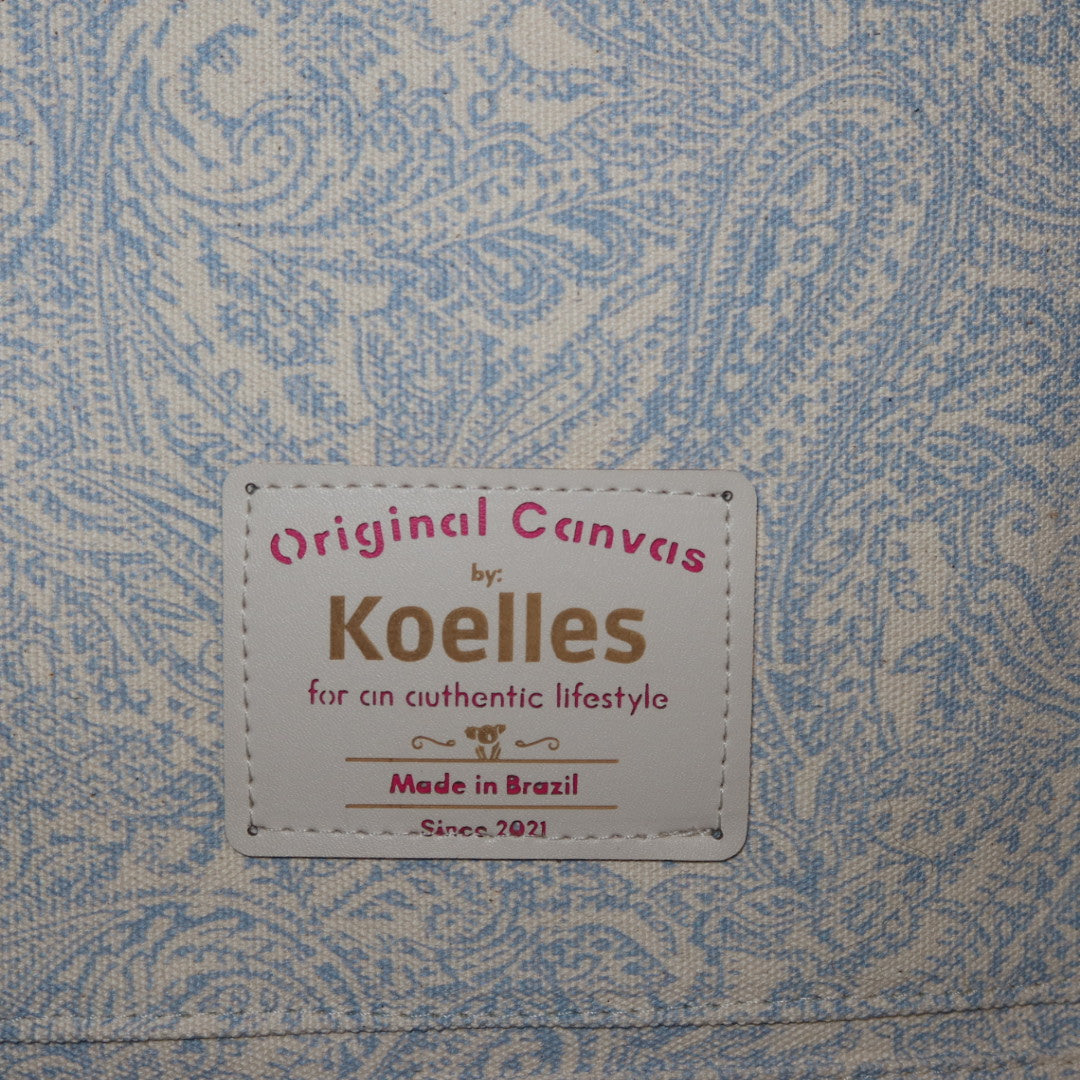 Original Canvas
by:
Koelles
for an authentic lifestyle
Made in Brazil
Since 2021